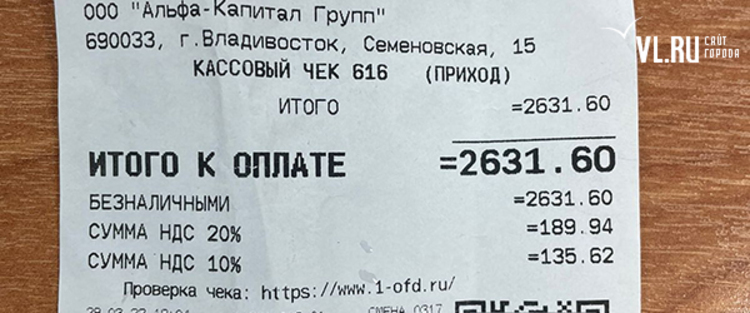 ООО "Альфа-Капитал Групп"
690033, г.Владивосток, Семеновская, 15
КАССОВЫЙ ЧЕК 616 (ПРИХОД)
ИТОГО =2631.60
ИТОГО К ОПЛАТЕ =2631.60
БЕЗНАЛИЧНЫМИ =2631.60
СУММА НДС 20% =189.94
СУММА НДС 10% =135.62
Проверка чека: https://www.1-ofd.ru/
СМЕНА 0317
VL.RU САЙТ ГОРОДА